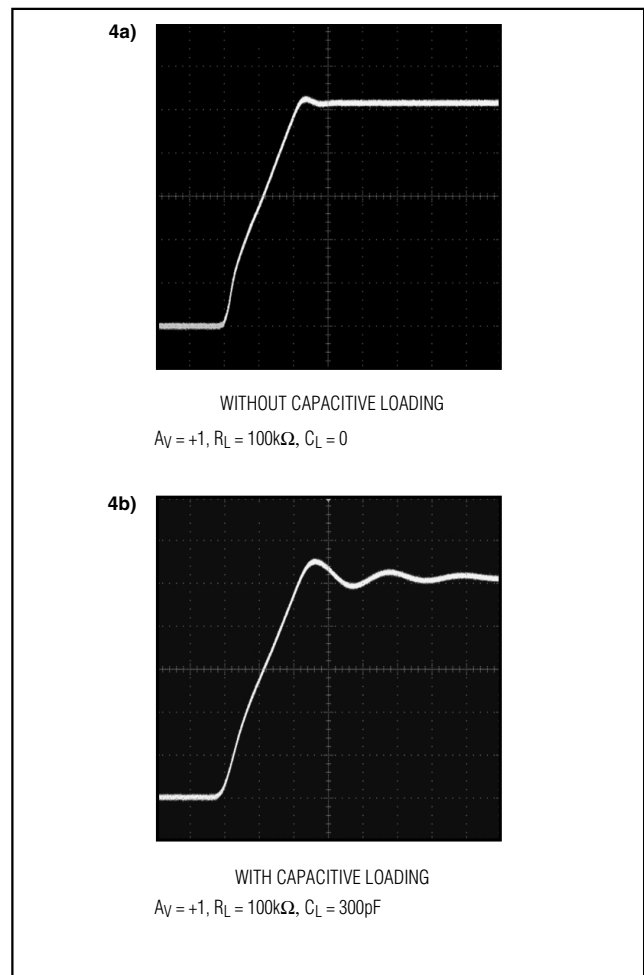 4a)
WITHOUT CAPACITIVE LOADING
AV = +1, RL = 100kΩ, CL = 0
4b)
WITH CAPACITIVE LOADING
AV = +1, RL = 100kΩ, CL = 300pF